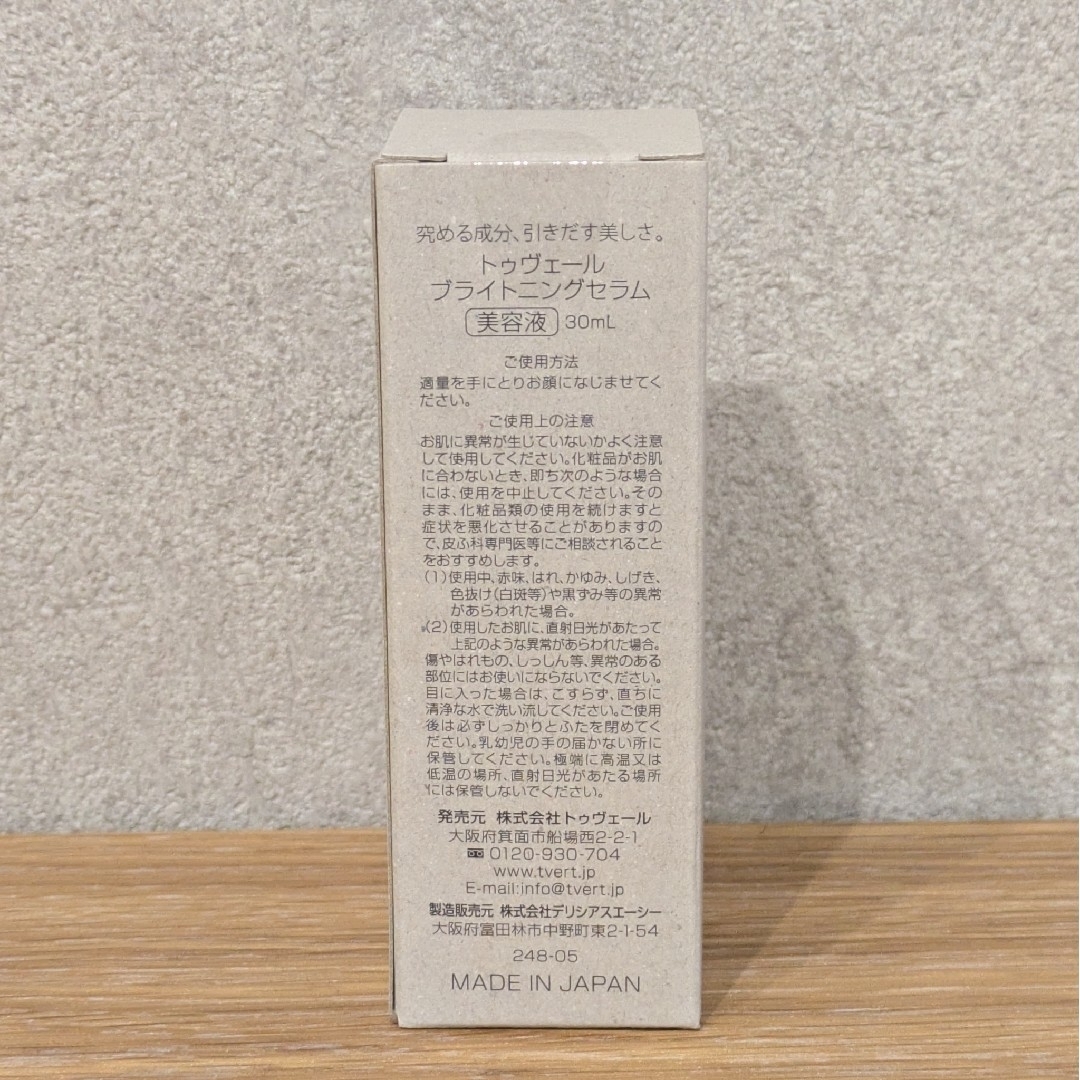 究める成分、引きだす美しさ。
トゥヴェール
ブライトニングセラム
美容液 30mL
ご使用方法
適量を手にとりお顔になじませてく
ださい。
ご使用上の注意
お肌に異常が生じていないかよく注意
して使用してください。化粧品がお肌
に合わないとき、即ち次のような場合
には、使用を中止してください。その
まま、化粧品類の使用を続けますと
症状を悪化させることがありますの
で、皮ふ科専門医等にご相談されること
をおすすめします。
(1)使用中、赤味、はれ、かゆみ、しげき、
色抜け(白斑等)や黒ずみ等の異常
があらわれた場合。
(2)使用したお肌に、直射日光があたって
上記のような異常があらわれた場合。
傷やはれもの、しっしん等、異常のある
部位にはお使いにならないでください。
目に入った場合は、こすらず、直ちに
清浄な水で洗い流してください。ご使用
後は必ずしっかりとふたを閉めてく
ださい。乳幼児の手の届かない所に
保管してください。極端に高温又は
低温の場所、直射日光があたる場所
には保管しないでください。
発売元 株式会社トゥヴェール
大阪府箕面市船場西2-2-1
0120-930-704
www.tvert.jp
E-mail:info@tvert.jp
製造販売元 株式会社デリシアスエーシー
大阪府富田林市中野町東2-1-54
248-05
MADE IN JAPAN